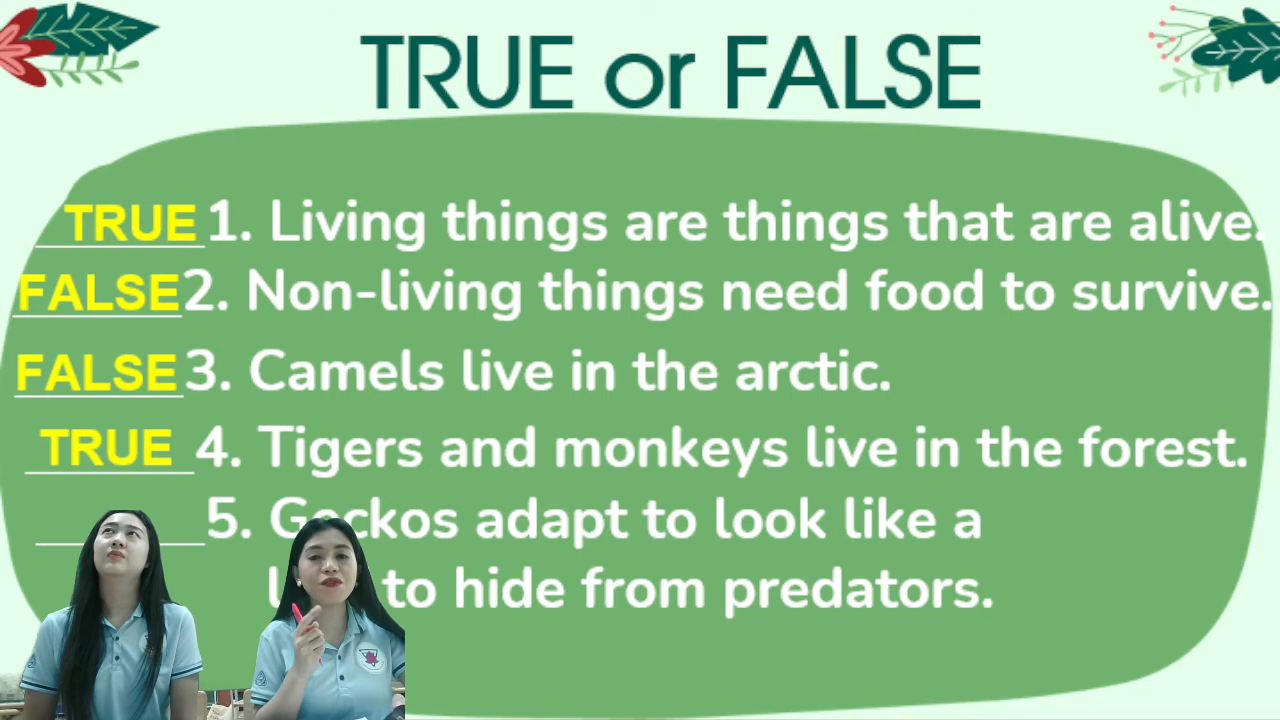 TRUE or FALSE
TRUE 1. Living things are things that are alive.
FALSE 2. Non-living things need food to survive.
FALSE 3. Camels live in the arctic.
TRUE 4. Tigers and monkeys live in the forest.
5. Geckos adapt to look like a
to hide from predators.